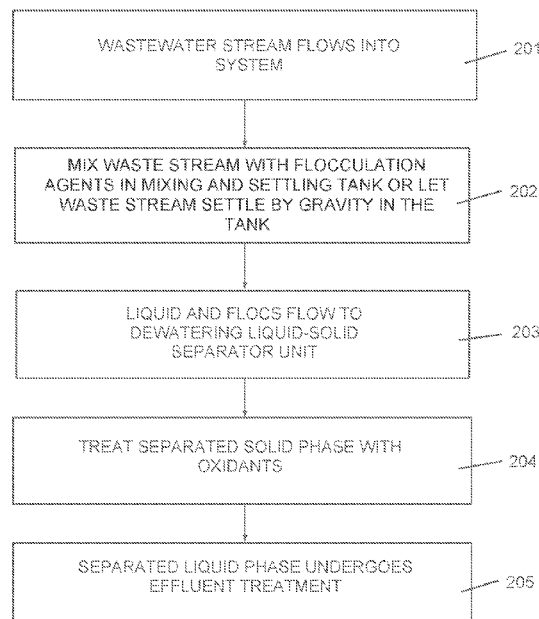 WASTEWATER STREAM FLOWS INTO
SYSTEM
201
MIX WASTE STREAM WITH FLOCCULATION
AGENTS IN MIXING AND SETTLING TANK OR LET
WASTE STREAM SETTLE BY GRAVITY IN THE
TANK
202
LIQUID AND FLOCS FLOW TO
DEWATERING LIQUID-SOLID
SEPARATOR UNIT
203
TREAT SEPARATED SOLID PHASE WITH
OXIDANTS
204
SEPARATED LIQUID PHASE UNDERGOES
EFFLUENT TREATMENT
205